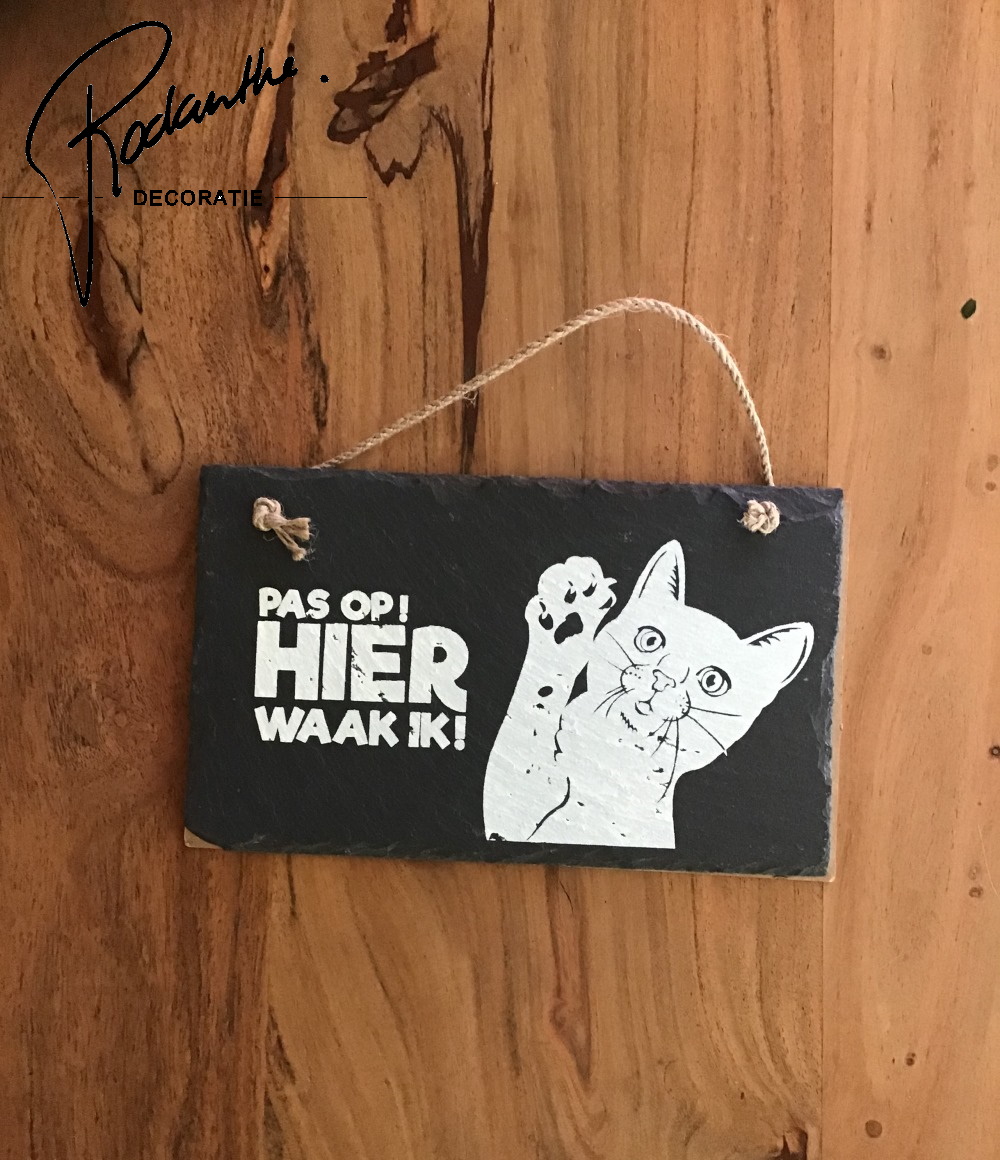 Rodanthe.
DECORATIE
PAS OP!
HIER
WAAK IK!